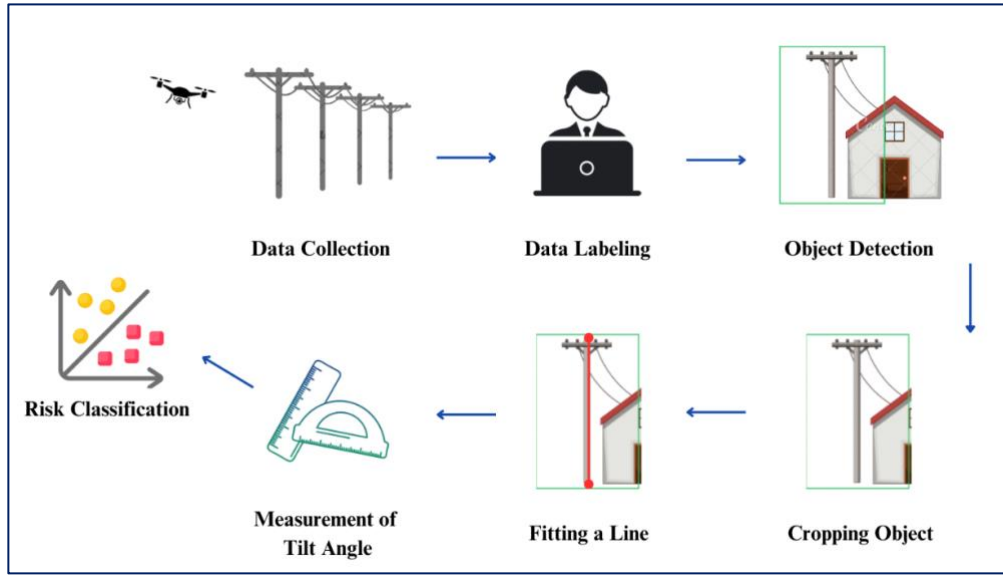 Data Collection
Data Labeling
Object Detection
Risk Classification
Measurement of
Tilt Angle
Fitting a Line
Cropping Object